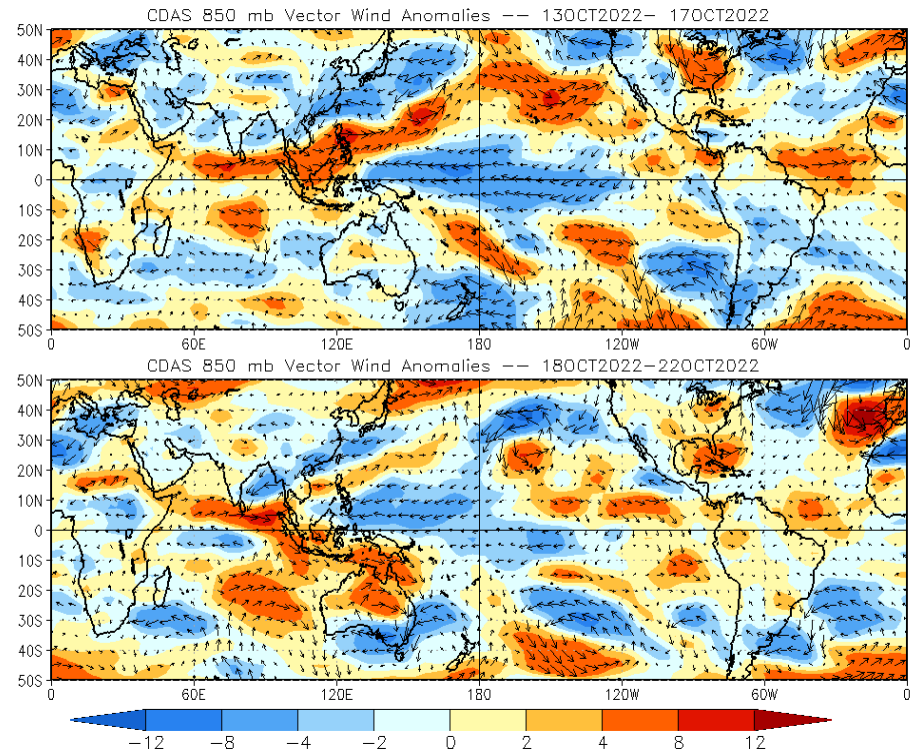 CDAS 850 mb Vector Wind Anomalies –– 13OCT2022– 17OCT2022
50N
40N
30N
20N
10N
0
10S
20S
30S
40S
50S
0 60E 120E 180 120W 60W 0
CDAS 850 mb Vector Wind Anomalies –– 18OCT2022–22OCT2022
50N
40N
30N
20N
10N
0
10S
20S
30S
40S
50S
0 60E 120E 180 120W 60W 0
−12 −8 −4 −2 0 2 4 8 12